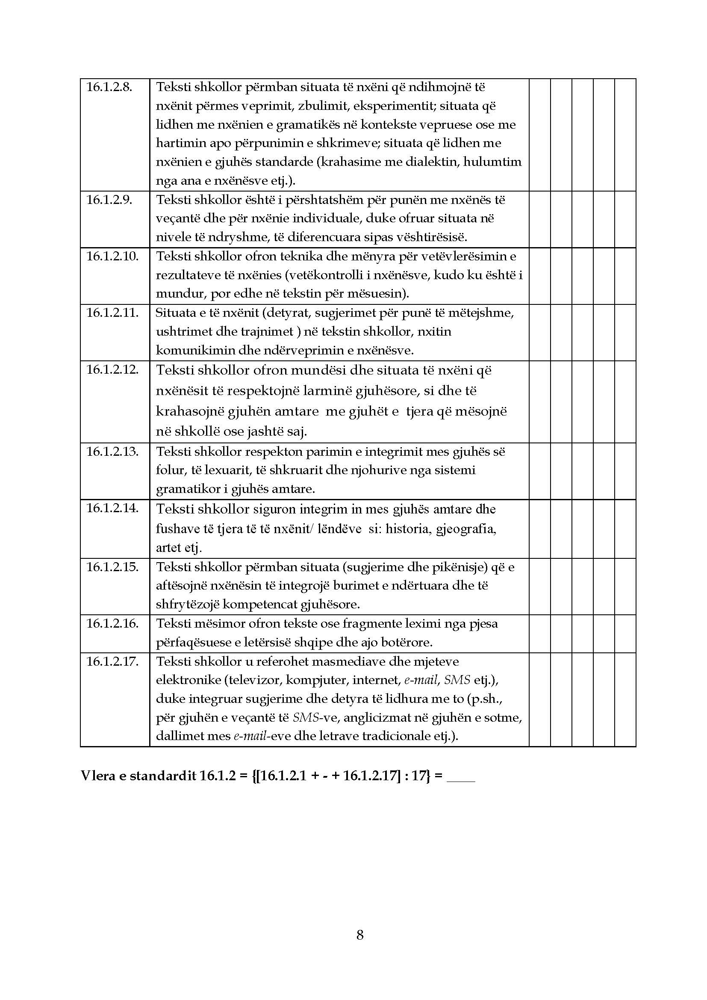 16.1.2.8. Teksti shkollor përmban situata të nxëni që ndihmojnë të
nxënit përmes veprimit, zbulimit, eksperimentit; situata që
lidhen me nxënien e gramatikës në kontekste vepruese ose me
hartimin apo përpunimin e shkrimeve; situata që lidhen me
nxënien e gjuhës standarde (krahasime me dialektin, hulumtim
nga ana e nxënësve etj.).
16.1.2.9. Teksti shkollor është i përshtatshëm për punën me nxënës të
veçantë dhe për nxënie individuale, duke ofruar situata në
nivele të ndryshme, të diferencuara sipas vështirësisë.
16.1.2.10. Teksti shkollor ofron teknika dhe mënyra për vetëvlerësimin e
rezultateve të nxënies (vetëkontrolli i nxënësve, kudo ku është i
mundur, por edhe në tekstin për mësuesin).
16.1.2.11. Situata e të nxënit (detyrat, sugjerimet për punë të mëtejshme,
ushtrimet dhe trajnimet ) në tekstin shkollor, nxitin
komunikimin dhe ndërveprimin e nxënësve.
16.1.2.12. Teksti shkollor ofron mundësi dhe situata të nxëni që
nxënësit të respektojnë larminë gjuhësore, si dhe të
krahasojnë gjuhën amtare  me gjuhët e  tjera që mësojnë
në shkollë ose jashtë saj.
16.1.2.13. Teksti shkollor respekton parimin e integrimit mes gjuhës së
folur, të lexuarit, të shkruarit dhe njohurive nga sistemi
gramatikor i gjuhës amtare.
16.1.2.14. Teksti shkollor siguron integrim in mes gjuhës amtare dhe
fushave të tjera të të nxënit/ lëndëve  si: historia, gjeografia,
artet etj.
16.1.2.15. Teksti shkollor përmban situata (sugjerime dhe pikënisje) që e
aftësojnë nxënësin të integrojë burimet e ndërtuara dhe të
shfrytëzojë kompetencat gjuhësore.
16.1.2.16. Teksti mësimor ofron tekste ose fragmente leximi nga pjesa
përfaqësuese e letërsisë shqipe dhe ajo botërore.
16.1.2.17. Teksti shkollor u referohet masmediave dhe mjeteve
elektronike (televizor, kompjuter, internet, e-mail, SMS etj.),
duke integruar sugjerime dhe detyra të lidhura me to (p.sh.,
për gjuhën e veçantë të SMS-ve, anglicizmat në gjuhën e sotme,
dallimet mes e-mail-eve dhe letrave tradicionale etj.).
Vlera e standardit 16.1.2 = {[16.1.2.1 + - + 16.1.2.17] : 17} = ____
8